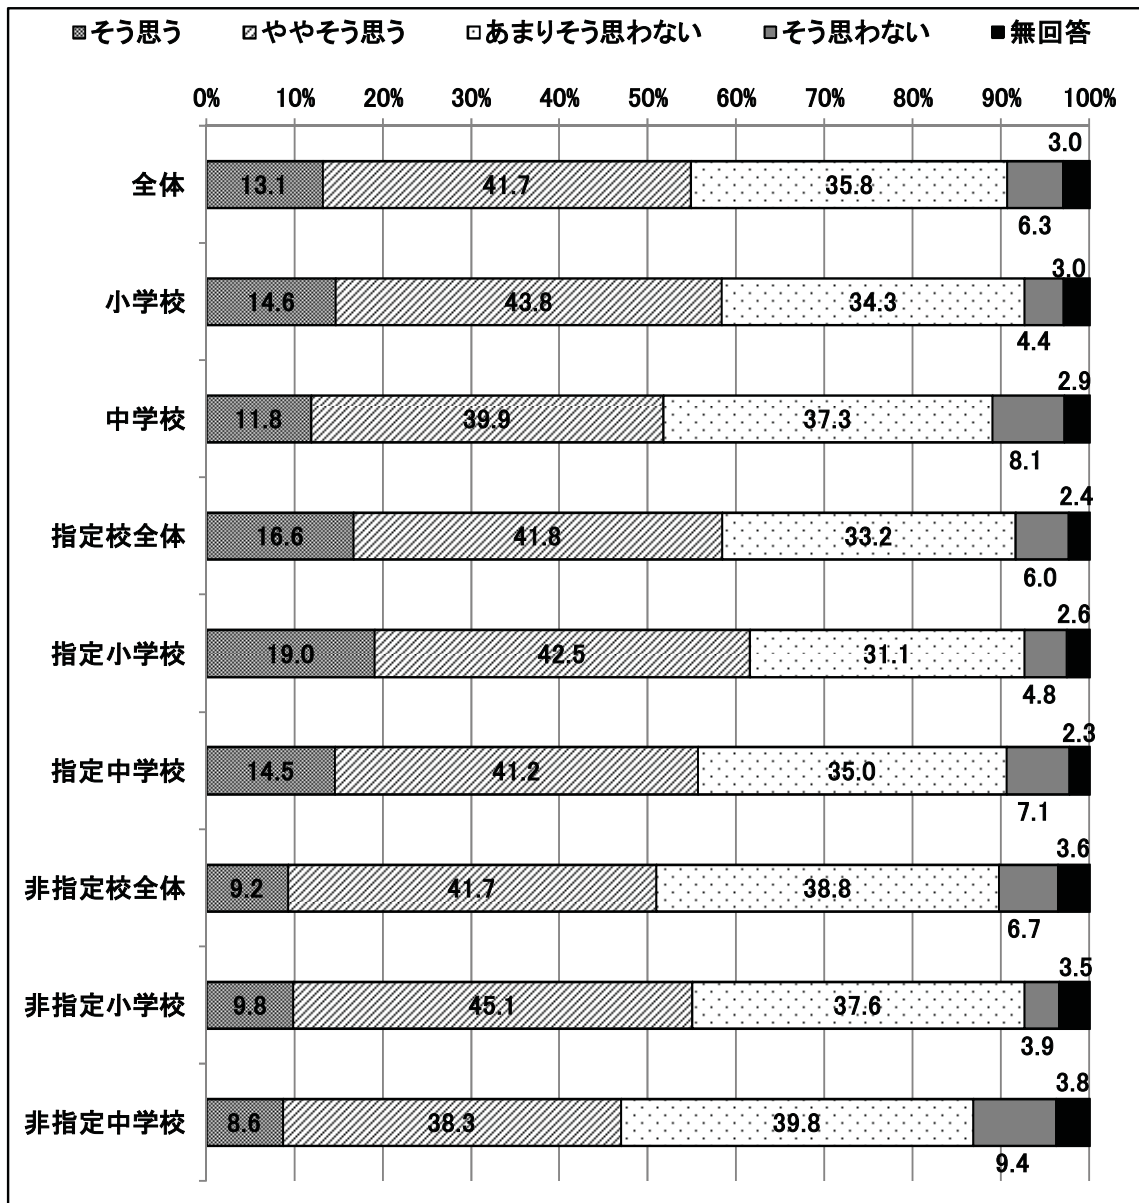 そう思う ややそう思う あまりそう思わない そう思わない 無回答
0% 10% 20% 30% 40% 50% 60% 70% 80% 90% 100%
3.0
全体 13.1 41.7 35.8
6.3
3.0
小学校 14.6 43.8 34.3
4.4
2.9
中学校 11.8 39.9 37.3
8.1
2.4
指定校全体 16.6 41.8 33.2
6.0
2.6
指定小学校 19.0 42.5 31.1
4.8
2.3
指定中学校 14.5 41.2 35.0
7.1
3.6
非指定校全体 9.2 41.7 38.8
6.7
3.5
非指定小学校 9.8 45.1 37.6
3.9
3.8
非指定中学校 8.6 38.3 39.8
9.4